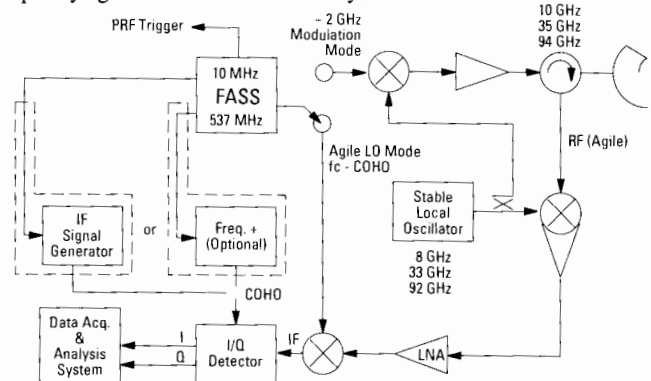 PRF Trigger
~ 2 GHz
Modulation
Mode
10 GHz
35 GHz
94 GHz
10 MHz
FASS
537 MHz
Agile LO Mode
fc - COHO
RF (Agile)
Stable
Local
Oscillator
8 GHz
33 GHz
92 GHz
IF
Signal
Generator
or
Freq. ÷
(Optional)
COHO
Data Acq.
&
Analysis
System
I
Q
I/Q
Detector
IF
LNA